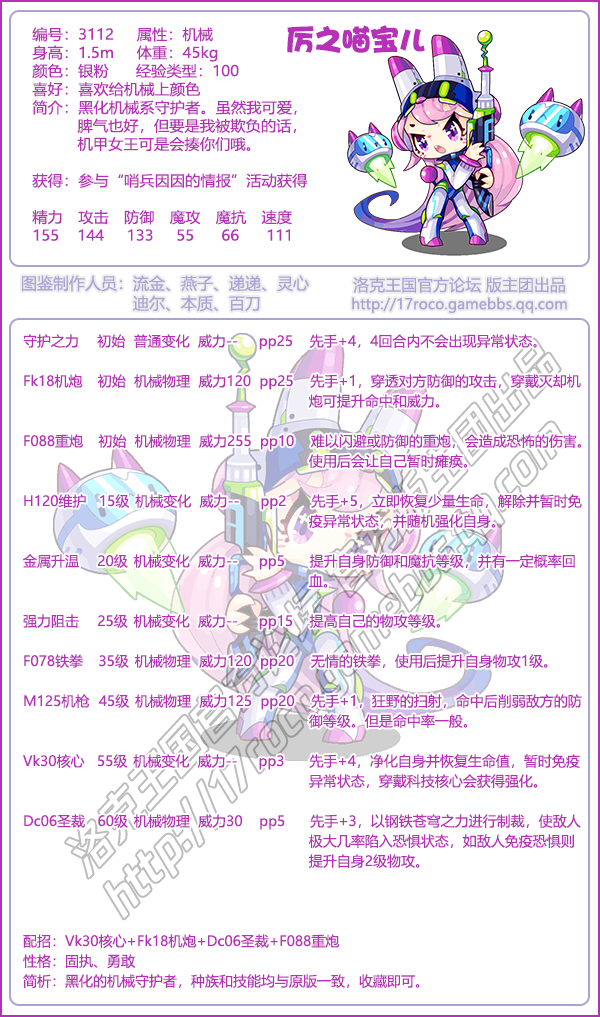 厉之喵宝儿
编号：3112 属性：机械
身高：1.5m 体重：45kg
颜色：银粉 经验类型：100
喜好：喜欢给机械上颜色
简介：黑化机械系守护者。虽然我可爱，
脾气也好，但要是我被欺负的话，
机甲女王可是会揍你们哦。
获得：参与“哨兵因因的情报”活动获得
精力 攻击 防御 魔攻 魔抗 速度
155 144 133 55 66 111
图鉴制作人员：流金、燕子、递递、灵心
迪尔、本质、百刀
洛克王国官方论坛 版主团出品
http://17roco.gamebbs.qq.com
守护之力 初始 普通变化 威力-- pp25 先手+4，4回合内不会出现异常状态。
Fk18机炮 初始 机械物理 威力120 pp25 先手+1，穿透对方防御的攻击，穿戴灭却机
炮可提升命中和威力。
F088重炮 初始 机械物理 威力255 pp10 难以闪避或防御的重炮，会造成恐怖的伤害。
使用后会让自己暂时瘫痪。
H120维护 15级 机械变化 威力-- pp2 先手+5，立即恢复少量生命，解除并暂时免
疫异常状态，并随机强化自身。
金属升温 20级 机械变化 威力-- pp5 提升自身防御和魔抗等级，并有一定概率回
血。
强力阻击 25级 机械变化 威力-- pp15 提高自己的物攻等级。
F078铁拳 35级 机械物理 威力120 pp20 无情的铁拳，使用后提升自身物攻1级。
M125机枪 45级 机械物理 威力125 pp20 先手+1，狂野的扫射，命中后削弱敌方的防
御等级。但是命中率一般。
Vk30核心 55级 机械变化 威力-- pp3 先手+4，净化自身并恢复生命值，暂时免疫
异常状态，穿戴科技核心会获得强化。
Dc06圣裁 60级 机械物理 威力30 pp5 先手+3，以钢铁苍穹之力进行制裁，使敌人
极大几率陷入恐惧状态，如敌人免疫恐惧则
提升自身2级物攻。
洛克王国官方论坛版主团出品
http://17roco.gamebbs.qq.com
配招：Vk30核心+Fk18机炮+Dc06圣裁+F088重炮
性格：固执、勇敢
简析：黑化的机械守护者，种族和技能均与原版一致，收藏即可。